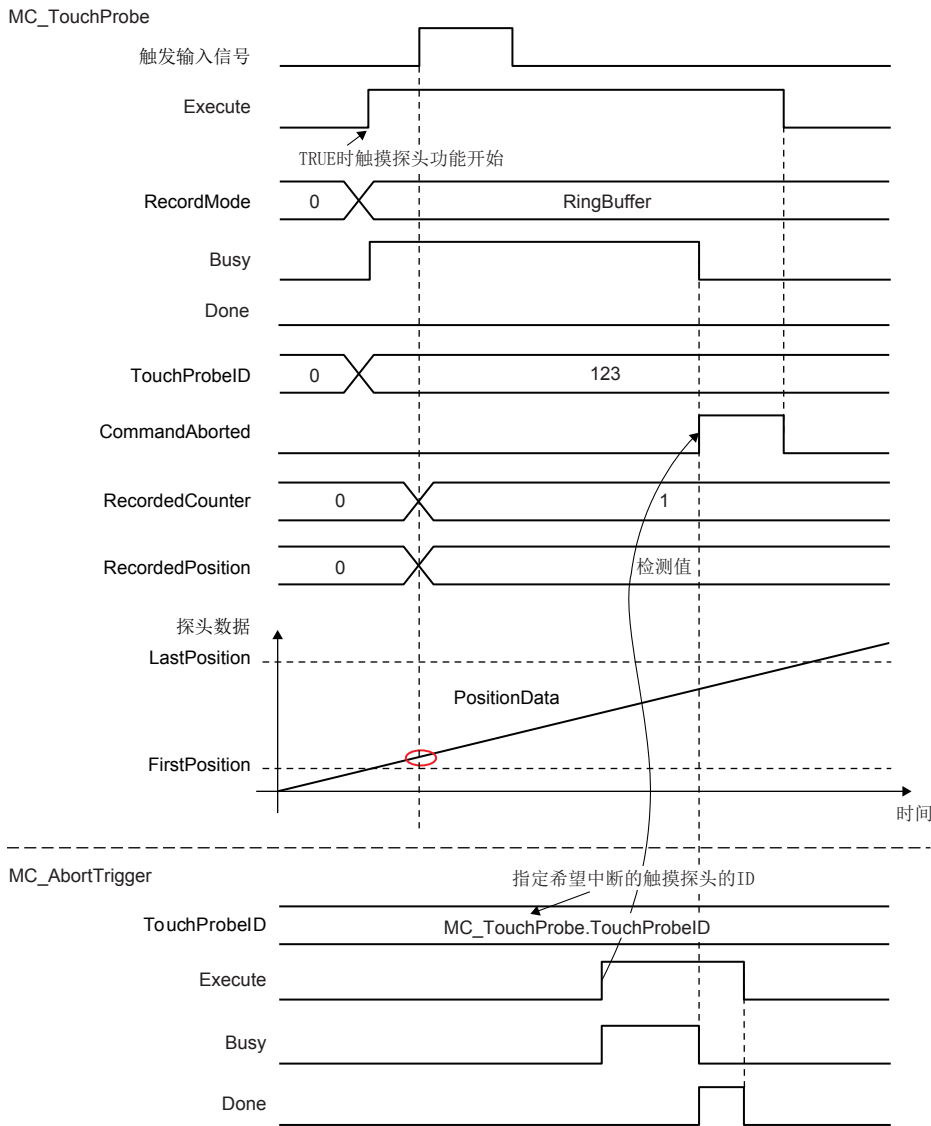 MC_TouchProbe
触发输入信号
Execute
TRUE时触摸探头功能开始
RecordMode 0 RingBuffer
Busy
Done
TouchProbeID 0 123
CommandAborted
RecordedCounter 0 1
RecordedPosition 0 检测值
探头数据
LastPosition
PositionData
FirstPosition
时间
MC_AbortTrigger
指定希望中断的触摸探头的ID
TouchProbeID MC_TouchProbe.TouchProbeID
Execute
Busy
Done